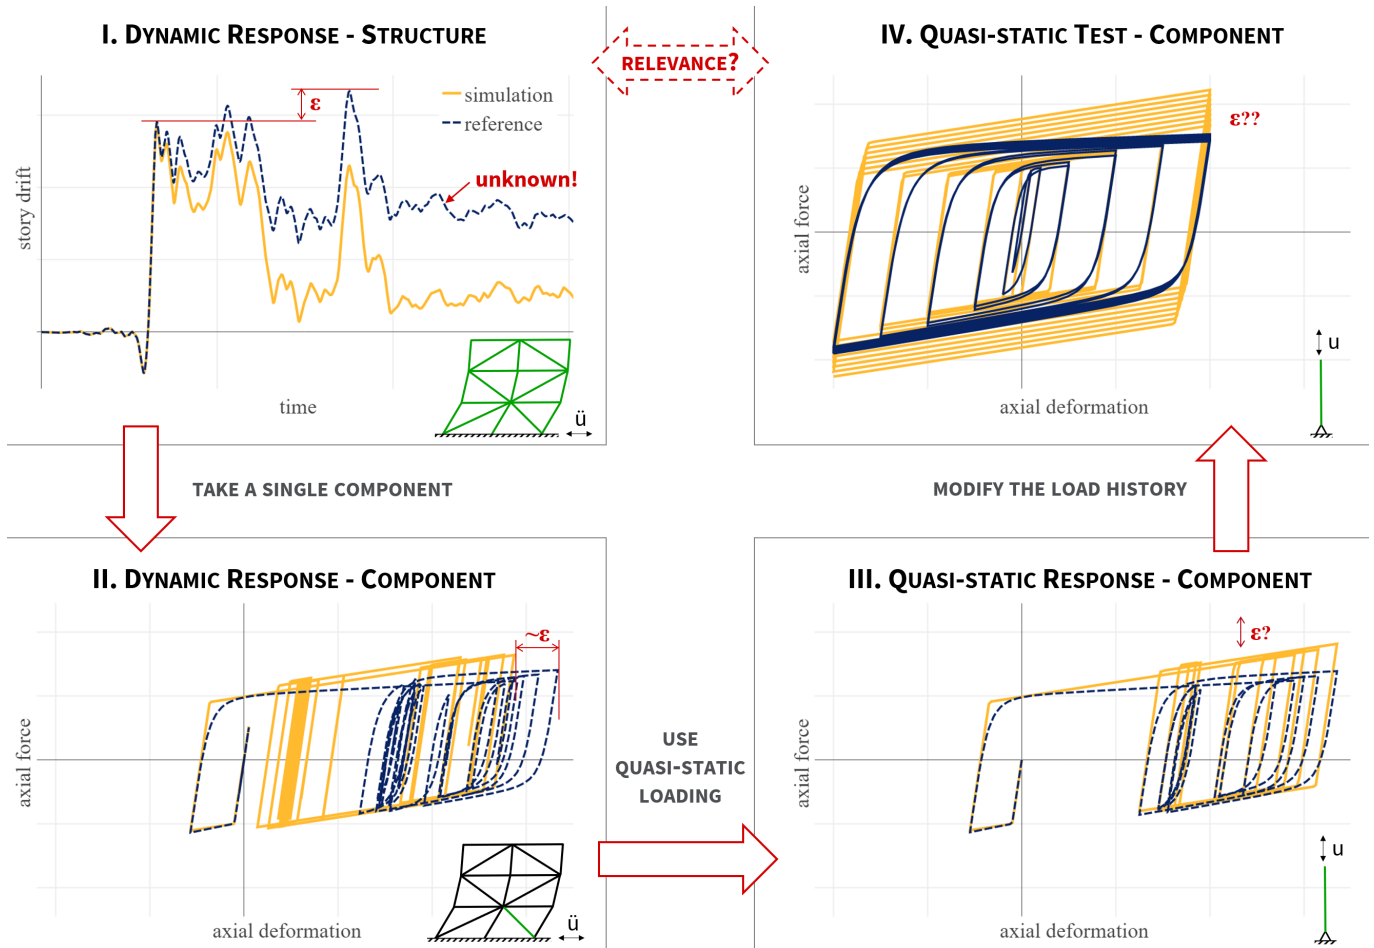 I. Dynamic Response - Structure
ε
simulation
reference
unknown!
story drift
time
ü
RELEVANCE?
IV. Quasi-static Test - Component
ε??
axial force
u
axial deformation
TAKE A SINGLE COMPONENT
MODIFY THE LOAD HISTORY
II. Dynamic Response - Component
~ε
axial force
axial deformation
ü
USE
QUASI-STATIC
LOADING
III. Quasi-static Response - Component
ε?
axial force
u
axial deformation